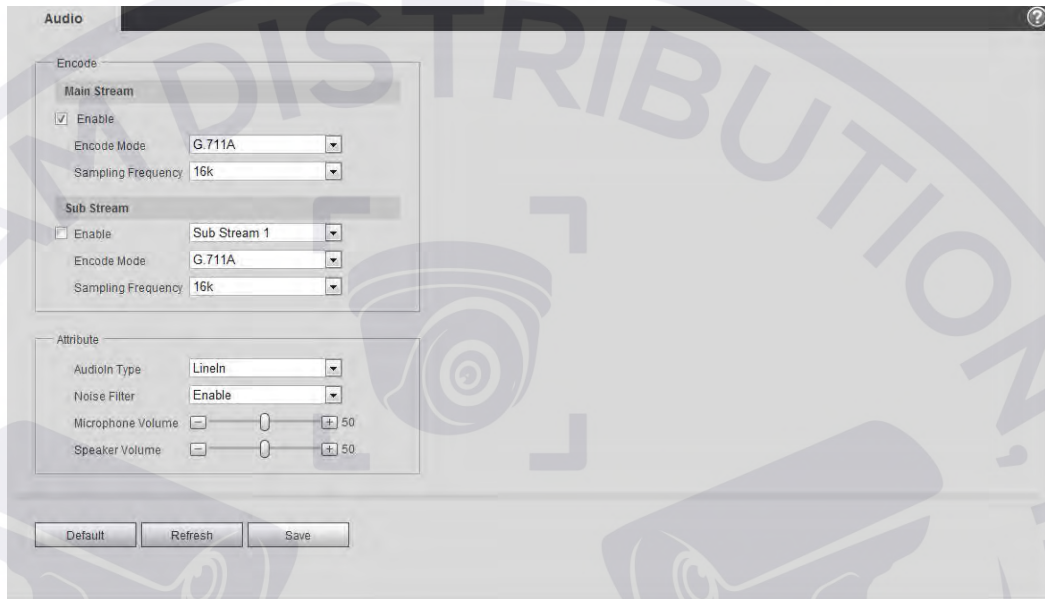 Audio
Encode
Main Stream
Enable
Encode Mode G.711A
Sampling Frequency 16k
Sub Stream
Enable Sub Stream 1
Encode Mode G.711A
Sampling Frequency 16k
Attribute
AudioIn Type LineIn
Noise Filter Enable
Microphone Volume 50
Speaker Volume 50
Default Refresh Save
AM DISTRIBUTION,